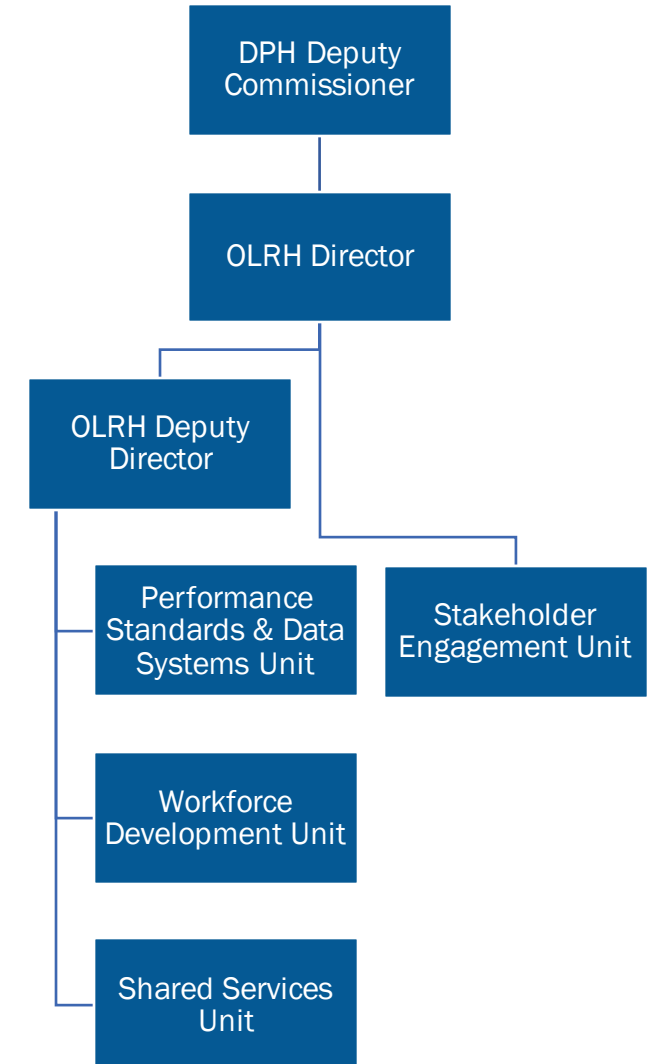 DPH Deputy
Commissioner
OLRH Director
OLRH Deputy
Director
Performance
Standards & Data
Systems Unit
Stakeholder
Engagement Unit
Workforce
Development Unit
Shared Services
Unit